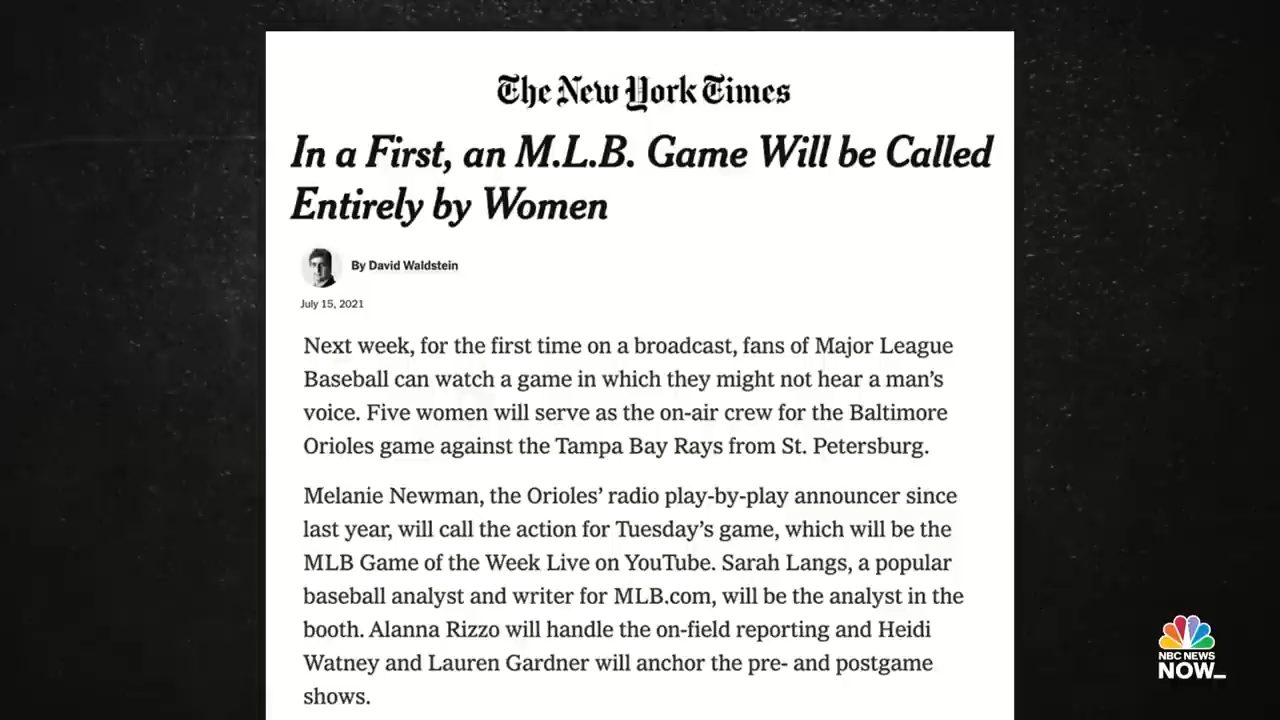 The New York Times
In a First, an M.L.B. Game Will be Called
Entirely by Women
By David Waldstein
July 15, 2021
Next week, for the first time on a broadcast, fans of Major League
Baseball can watch a game in which they might not hear a man's
voice. Five women will serve as the on-air crew for the Baltimore
Orioles game against the Tampa Bay Rays from St. Petersburg.
Melanie Newman, the Orioles' radio play-by-play announcer since
last year, will call the action for Tuesday's game, which will be the
MLB Game of the Week Live on YouTube. Sarah Langs, a popular
baseball analyst and writer for MLB.com, will be the analyst in the
booth. Alanna Rizzo will handle the on-field reporting and Heidi
Watney and Lauren Gardner will anchor the pre- and postgame
shows.
NBC NEWS
NOW_